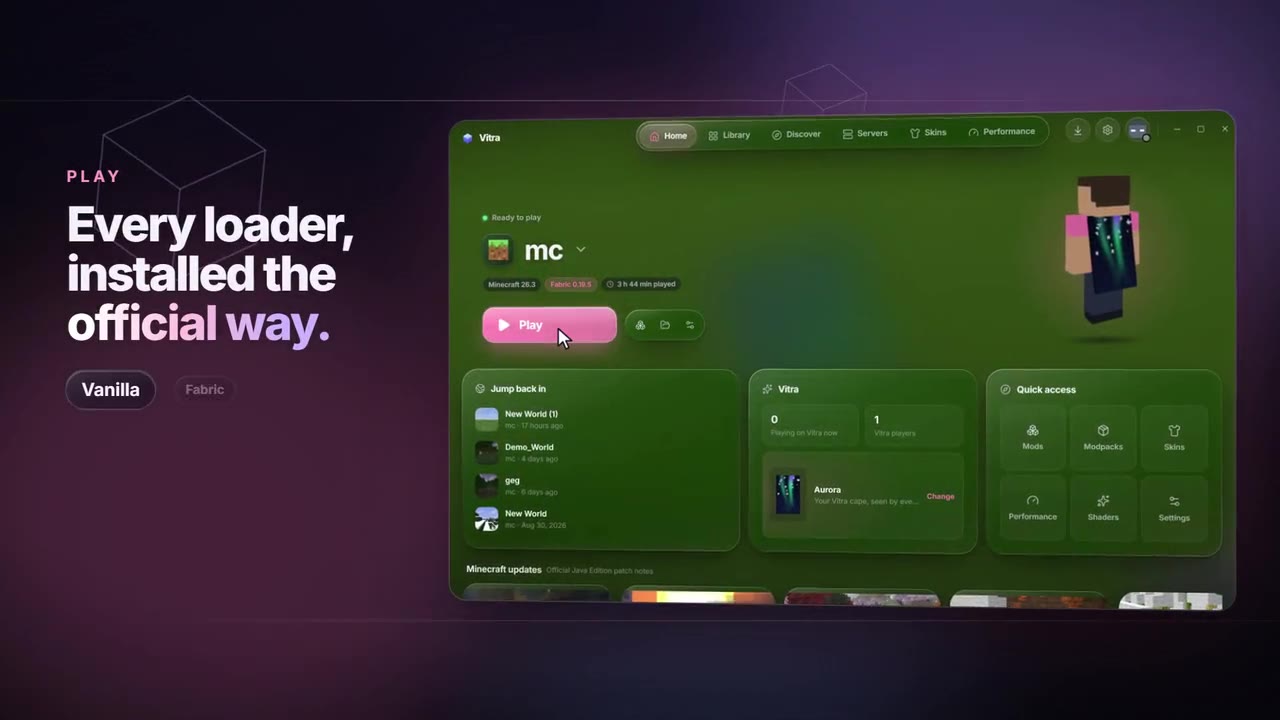 PLAY
Every loader,
installed the
official way.
Vanilla
Fabric
Vitra
Home
Library
Discover
Servers
Skins
Performance
Ready to play
mc
Minecraft 26.3
Fabric 0.19.5
3 h 44 min played
Play
Jump back in
New World (1)
mc · 17 hours ago
Demo_World
mc · 4 days ago
geg
mc · 6 days ago
New World
mc · Aug 30, 2026
Vitra
0
Playing on Vitra now
1
Vitra players
Aurora
Your Vitra cape, seen by eve...
Change
Quick access
Mods
Modpacks
Skins
Performance
Shaders
Settings
Minecraft updates
Official Java Edition patch notes